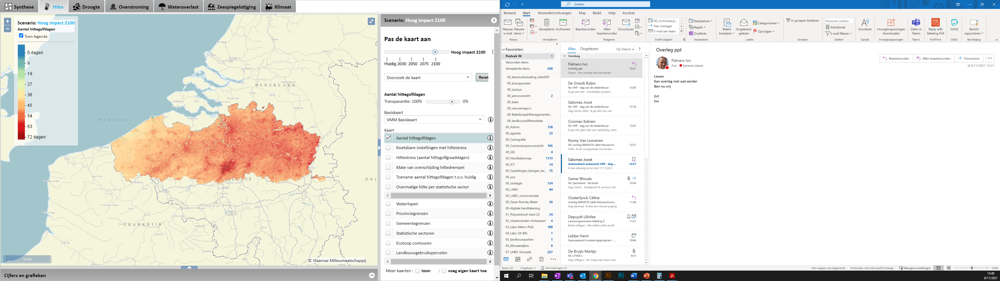 Synthese
Hitte
Droogte
Overstroming
Wateroverlast
Zeespiegelstijging
Klimaat
Scenario: Hoog impact 2100
Aantal hittegolfdagen
Toon legenda
0 dagen
9
19
27
36
45
54
63
72 dagen
Noordzee
NEDERLAND
BELGIË
FRANKRIJK
DUI
50 km
© Vlaamse Milieumaatschappij
Cijfers en grafieken
Scenario: Hoog impact 2100
Pas de kaart aan
Hoog impact 2100
Huidig 2030 2050 2075 2100
Doorzoek de kaart
Reset
Aantal hittegolfdagen
Transparantie: 100% 0%
Basiskaart
VMM Basiskaart
Kaart
Aantal hittegolfdagen
Kwetsbare instellingen met hittestress
Hittestress (aantal hittegolfgraaddagen)
Mate van overschijding hittedrempel
Toename aantal hittegolfdagen t.o.v. huidig
Overmatige hitte per statistische sector
Waterlopen
Provinciegrenzen
Gemeentegrenzen
Statistische sectoren
Ecotoop contouren
Landbouwgebruikspercelen
Meer kaarten : toon : voeg eigen kaart toe
Zoeken
Bestand Start Verzenden/ontvangen Map Beeld Help Acrobat
Nieuwe e-mail
Nieuwe items
Nieuw
Verwijderen Archiveren
Verwijderen
Beantwoorden
Allen beantwoorden
Doorsturen
Reageren
00_Comissies/p...
Aan manager
E-mail aan team
Snelle stappen
Verplaatsen
Regels
OneNote
Verplaatsen
Beleid toewijzen
Ongelezen/ gelezen
Categoriseren
Opvolgen
Labels
In groepen bladeren
Groepen
Personen zoeken
Adresboek
E-mail filteren
Zoeken
Voorlezen
Spraak
Invoegtoepassingen downloaden
Invoegtoepassingen
Delen in Teams
Teams
Reply with Meeting Poll
FindTime
OASE
OASE
Bericht rapporteren
Beveiliging
Favorieten
Postvak IN 1
Verzonden items
Verwijderde items 638
00_kennisuitwisseling_interDEP
00_knooppunten
00_Lectuur
00_persoverzicht 2
00_team
00_vervoerregio's
00-Beleidsraad/Managementte...
08_landbouwdifferentiatie
00_Admin 158
00_agenda 23
00_Cartografie
00_Comissies/persoverzicht 195
00_GIS 4
00_Handtekenmap 1173
00_ICT 14
00_Opleidingen_lezingen_lec... 75
00_jury
00_strategie 124
00_LABO 84
00_LABO_communicatie
00_Open Ruimte_Water 26
00-digitale handtekening
01_Polycentrisch Gent (2) 24
02_stratenclusters Antwerpen 4
03_Labo Metro-Polis 100
04_Labo XX BXL 1
05_landbouwparken 1
06_Klimaatwijken 8
07_LABO Droogte 227
Alles Ongelezen Op Datum
Vandaag
Palmers Ivo
Overleg ppt 15:31
Lieven Kan overleg niet wat eerder
De Smedt Robin
Re: VRP - dag van de stedenbouw 15:05
Ik ga ook niet vriendelijke groeten,
Salomez Joost
RE: VRP - dag van de stedenbouw 13:19
Dag Lieven, allen, Ik ga niet, dus van
Cooman Katrien
RE: VRP - dag van de stedenbouw 13:07
Ik ga niet, geen tijd voor opleiding, vrees
Ronny Van Looveren
RE: overleg BWMSTR Label Nieuwe br... 12:57
Hallo Al de voorgestelde momenten
Salomez Joost
Automatisch antwoord: VRP - dag ... 12:57
Ik ben afwezig tot en met 17/112021
Sanne Wouda
Re: Sponsland - het boek 12:04
Dag Lieven, Dankjewel! Ik verstuur het
Oosterlynck Céline
overleg BWMSTR Label Nieuwe bronn... 11:48
Dag allemaal, Ik doe een nieuwe poging
Depuydt Lillofee
Lanceringsmoment Afdeling X 11:41
Beste collega's, We stellen jullie op dit
Lebbe Henri
Geaccepteerd: Investeringsprojecten - ... 10:46
De Bruijn Martijn
RE: LTVRA's 9:57
Dag collega's, De vraag naar input voor
Overleg ppt
Palmers Ivo
Aan Symons Lieven
Beantwoorden Allen beantwoorden Doorsturen
di 9/11/2021 15:31
Lieven
Kan overleg niet wat eerder
Ben nu vrij
Grt
Ivo
Items: 20 Ongelezen: 1 Herinneringen: 41
Alle mappen zijn bijgewerkt. Verbonden met: Microsoft Exchange Weergave-instellingen 100%
15:49
9/11/2021